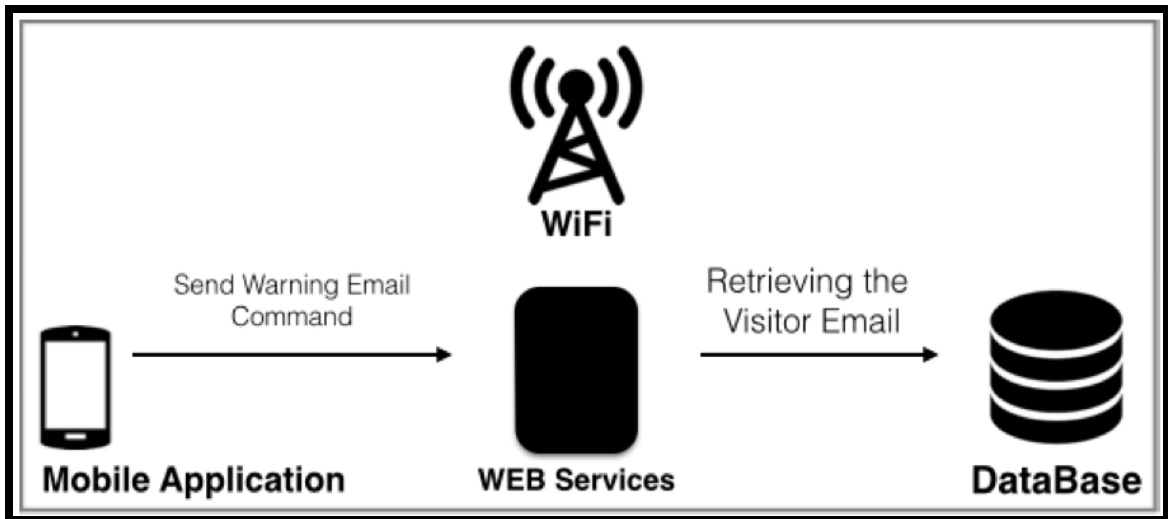 WiFi
Send Warning Email
Command
Retrieving the
Visitor Email
Mobile Application
WEB Services
DataBase